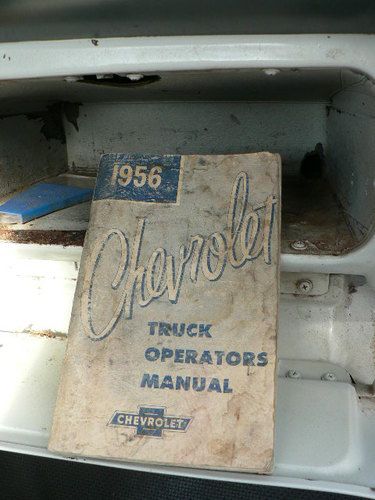 1956
Chevrolet
TRUCK
OPERATORS
MANUAL
CHEVROLET